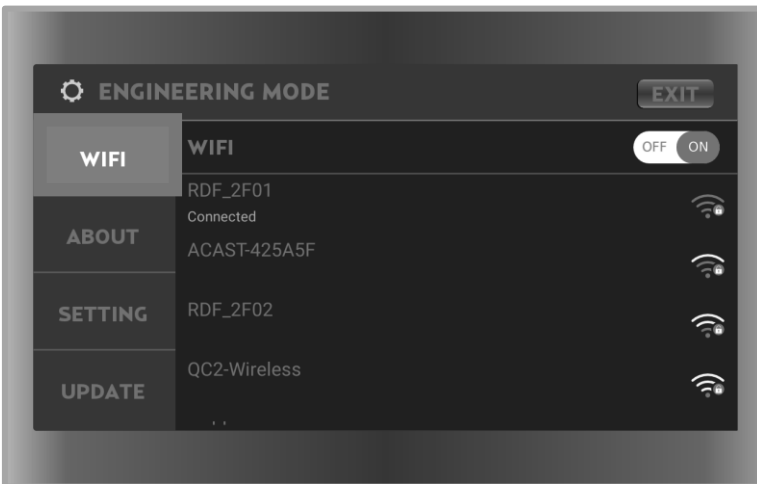 ENGINEERING MODE
EXIT
WIFI
WIFI
OFF ON
RDF_2F01
Connected
ABOUT
ACAST-425A5F
SETTING
RDF_2F02
QC2-Wireless
UPDATE